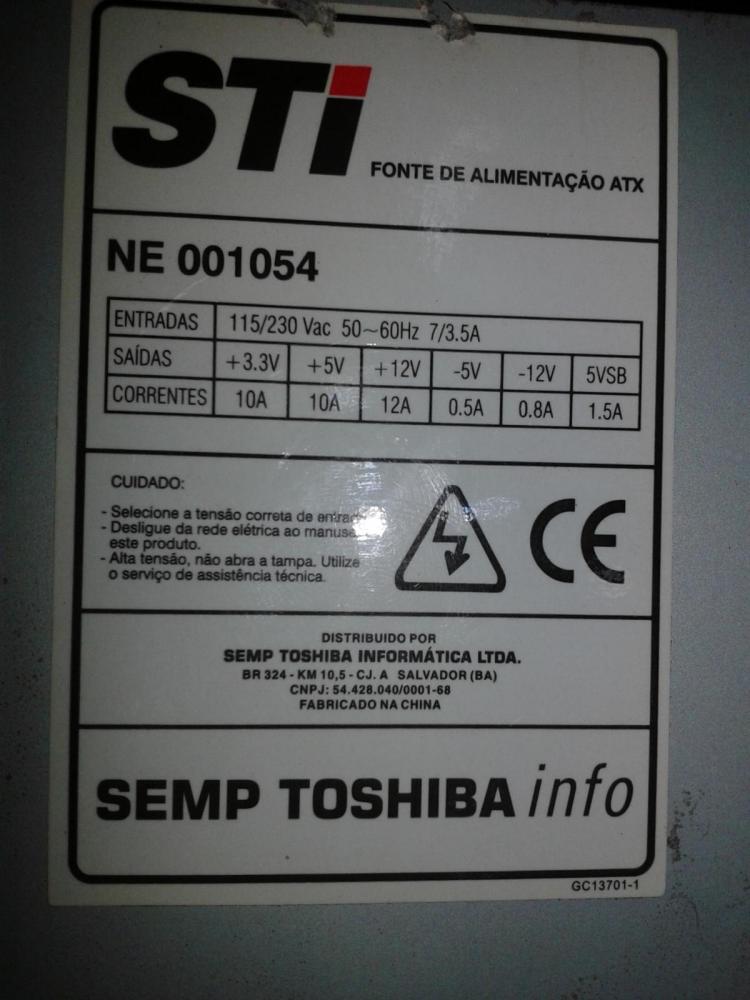 STi
FONTE DE ALIMENTAÇÃO ATX
NE 001054
ENTRADAS 115/230 Vac 50~60Hz 7/3.5A
SAÍDAS +3.3V +5V +12V -5V -12V 5VSB
CORRENTES 10A 10A 12A 0.5A 0.8A 1.5A
CUIDADO:
- Selecione a tensão correta de
- Desligue da rede elétrica ao
este produto.
- Alta tensão, não abra a tampa. Utilize
o serviço de assistência técnica.
CE
DISTRIBUIDO POR
SEMP TOSHIBA INFORMÁTICA LTDA.
BR 324 - KM 10,5 - CJ. A SALVADOR (BA)
CNPJ: 54.428.040/0001-68
FABRICADO NA CHINA
SEMP TOSHIBA info
GC13701-1